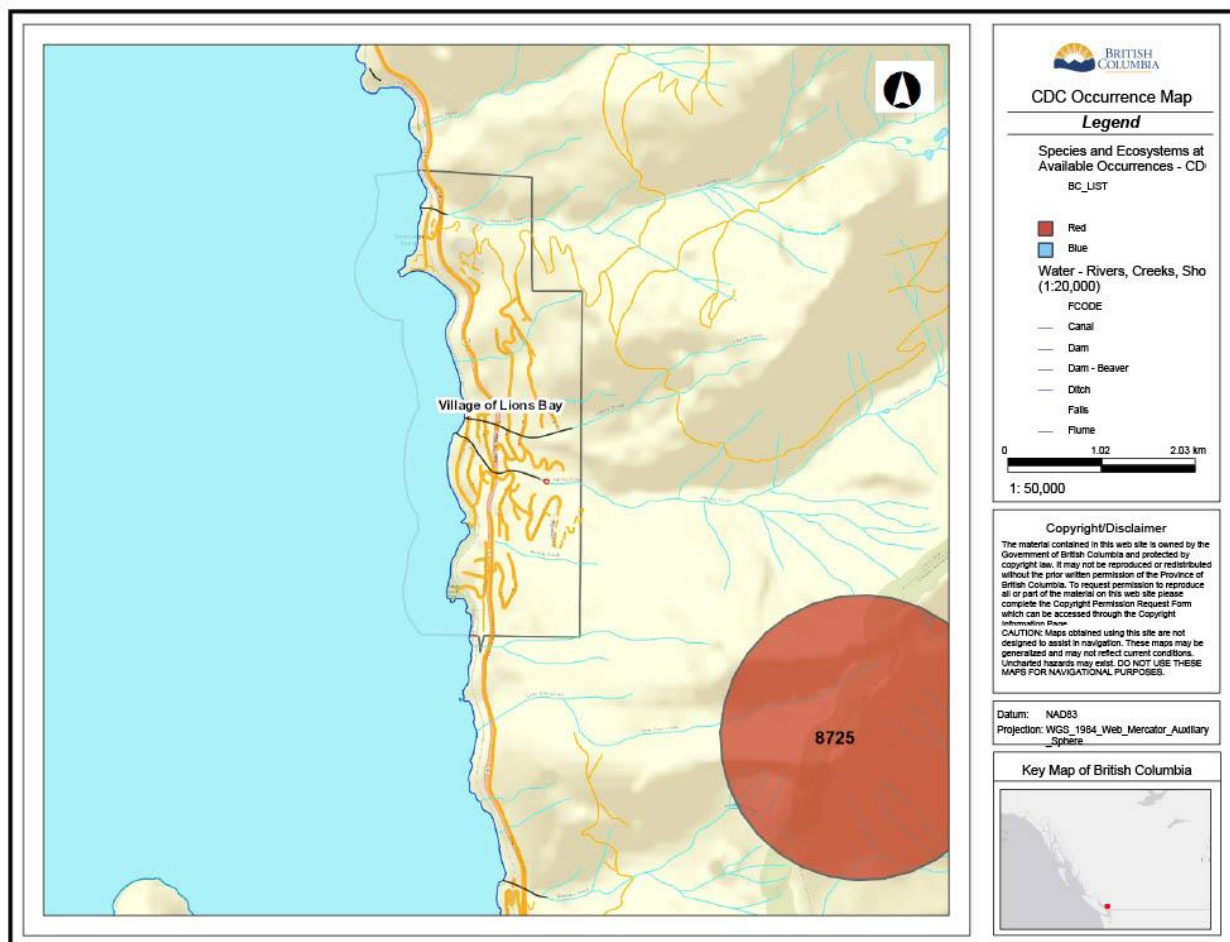 Village of Lions Bay
8725
BRITISH
COLUMBIA
CDC Occurrence Map
Legend
Species and Ecosystems at
Available Occurrences - CD
BC_LIST
Red
Blue
Water - Rivers, Creeks, Sho
(1:20,000)
FCODE
Canal
Dam
Dam - Beaver
Ditch
Falls
Flume
0 1.02 2.03 km
1: 50,000
Copyright/Disclaimer
The material contained in this web site is owned by the
Government of British Columbia and protected by
copyright law. It may not be reproduced or redistributed
without the prior written permission of the Province of
British Columbia. To request permission to reproduce
all or part of the material on this web site please
complete the Copyright Permission Request Form
which can be accessed through the Copyright
Information Page
CAUTION: Maps obtained using this site are not
designed to assist in navigation. These maps may be
generalized and may not reflect current conditions.
Uncharted hazards may exist. DO NOT USE THESE
MAPS FOR NAVIGATIONAL PURPOSES.
Datum: NAD83
Projection: WGS_1984_Web_Mercator_Auxiliary
_Sphere
Key Map of British Columbia